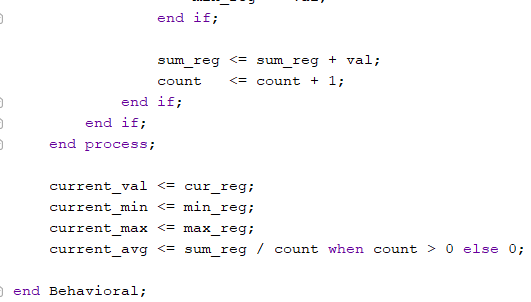 end if;
sum_reg <= sum_reg + val;
count   <= count + 1;
end if;
end if;
end process;
current_val <= cur_reg;
current_min <= min_reg;
current_max <= max_reg;
current_avg <= sum_reg / count when count > 0 else 0;
end Behavioral;